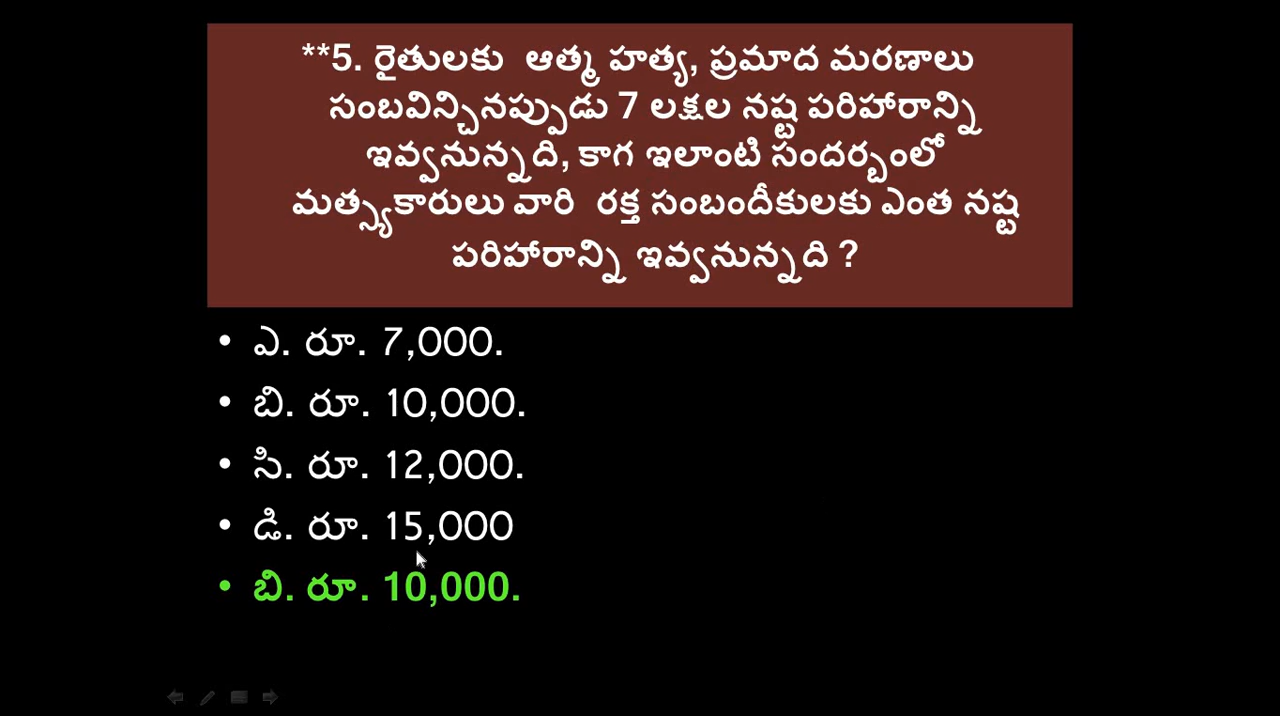 **5. రైతులకు ఆత్మ హత్య, ప్రమాద మరణాలు
సంబవిన్చినప్పుడు 7 లక్షల నష్ట పరిహారాన్ని
ఇవ్వనున్నది, కాగ ఇలాంటి సందర్బంలో
మత్స్యకారులు వారి రక్త సంబందీకులకు ఎంత నష్ట
పరిహారాన్ని ఇవ్వనున్నది ?
• ఎ. రూ. 7,000.
• బి. రూ. 10,000.
• సి. రూ. 12,000.
• డి. రూ. 15,000
• బి. రూ. 10,000.